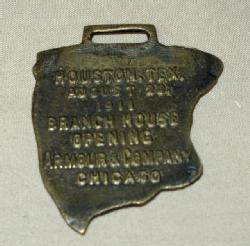 HOUSTON, TEX.
AUGUST
1911
BRANCH HOUSE
OPENING
ARMOUR & COMPANY
CHICAGO